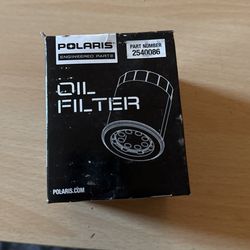 POLARIS
ENGINEERED PARTS
PART NUMBER
2540086
OIL
FILTER
POLARIS.COM